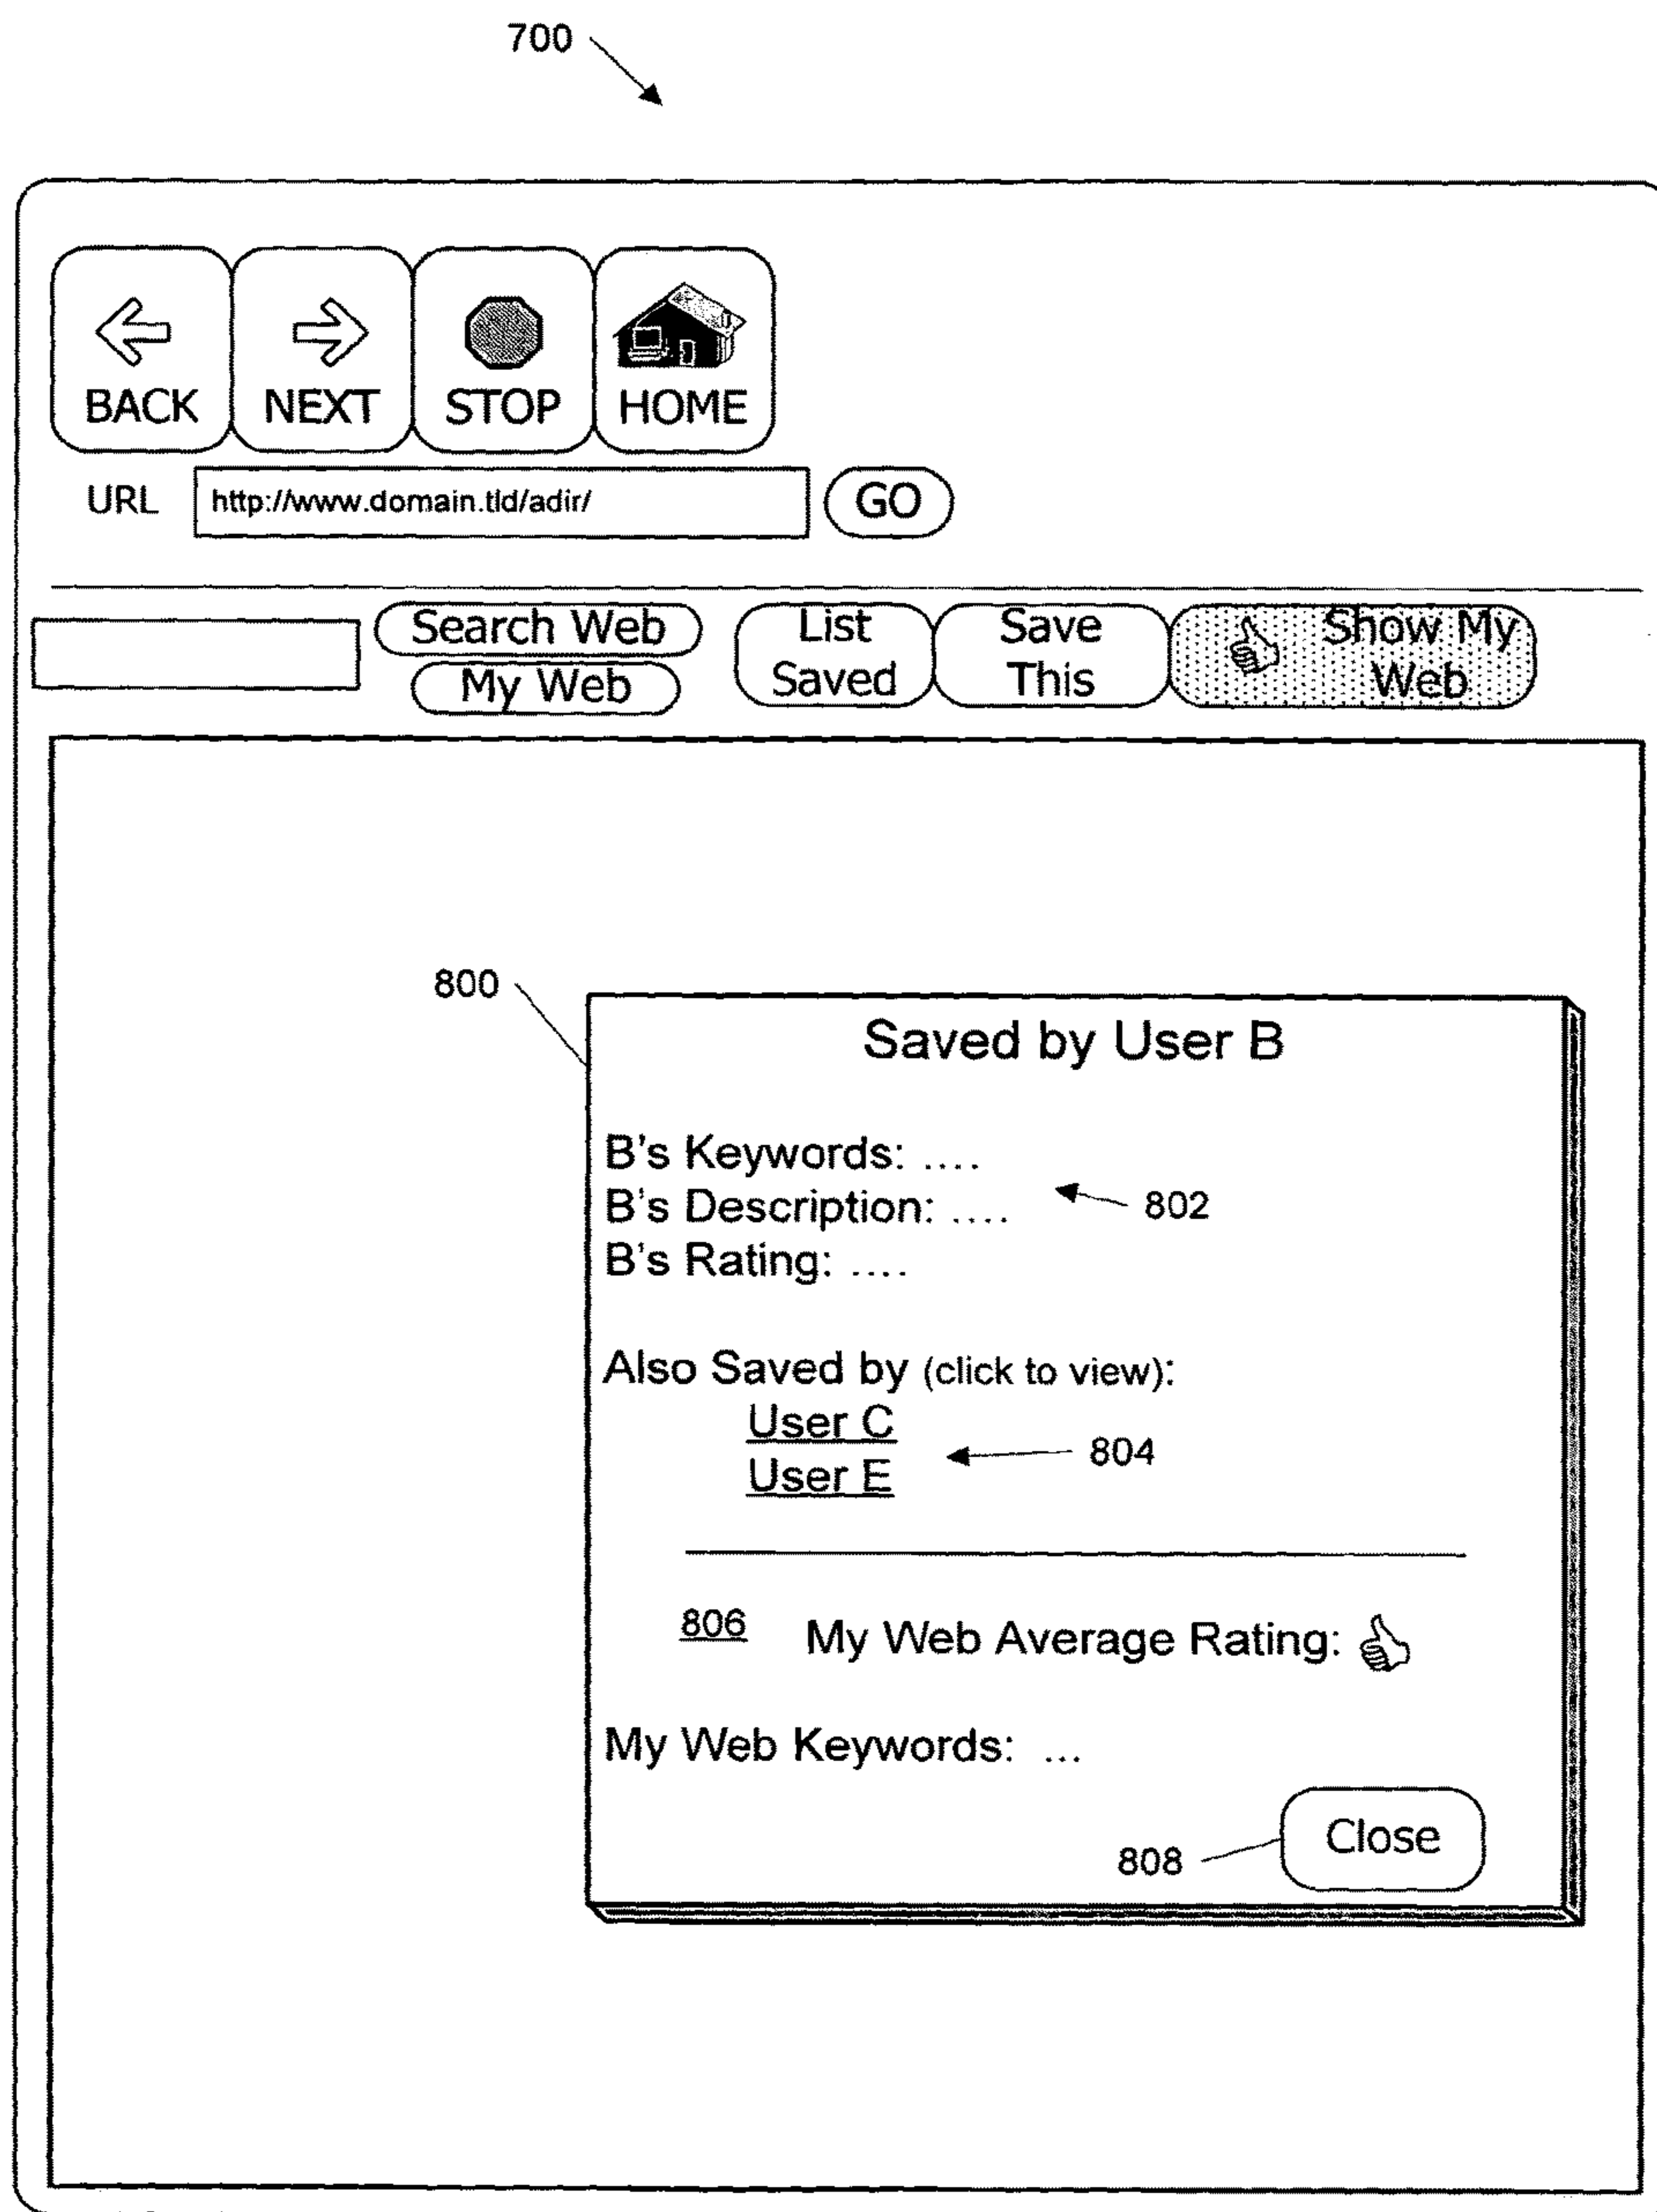 700
BACK NEXT STOP HOME
URL http://www.domain.tld/adir/ GO
Search Web
My Web
List
Saved
Save
This
Show My
Web
800
Saved by User B
B's Keywords: ....
B's Description: ....
802
B's Rating: ....
Also Saved by (click to view):
User C
804
User E
806 My Web Average Rating:
My Web Keywords: ...
Close
808